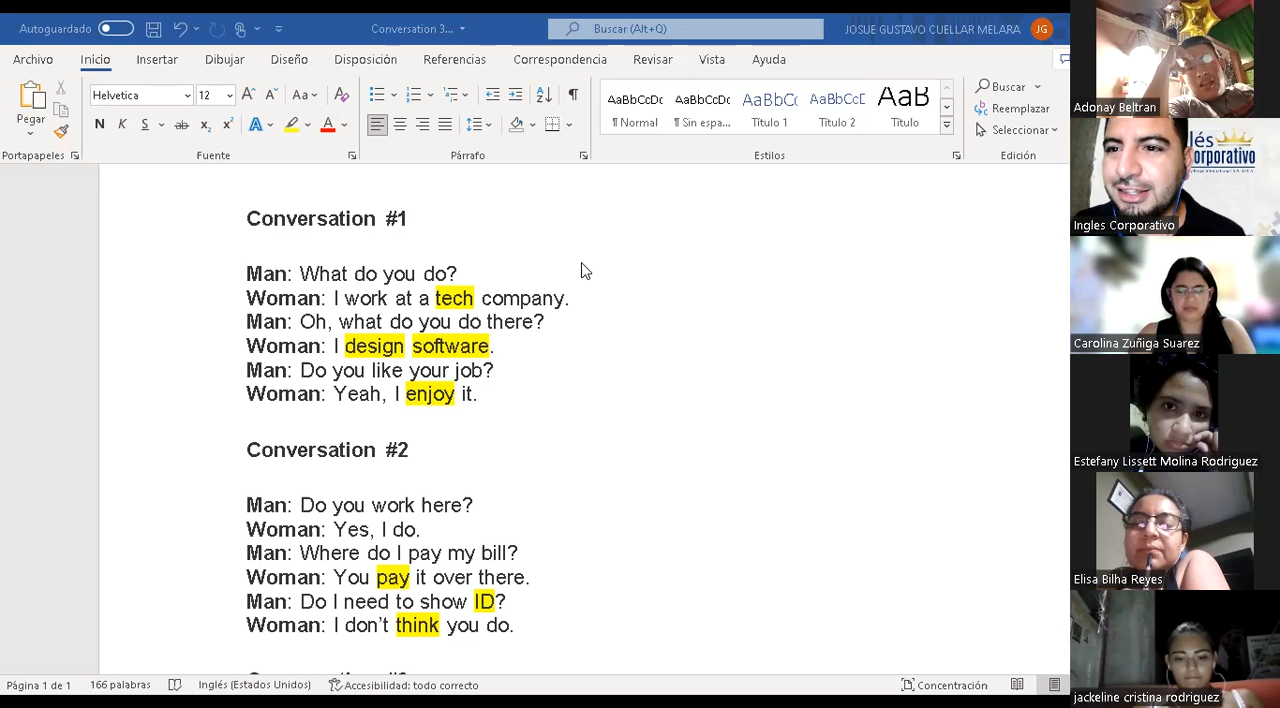 Autoguardado
Conversation 3...
Buscar (Alt+Q)
JOSUE GUSTAVO CUELLAR MELARA
JG
Archivo Inicio Insertar Dibujar Diseño Disposición Referencias Correspondencia Revisar Vista Ayuda
Pegar
Portapapeles
Helvetica 12
N K S ab x₂ x² A A
Fuente
Párrafo
AaBbCcDc AaBbCcDc AaBbCc AaBbCcD AaB
¶ Normal ¶ Sin espa... Título 1 Título 2 Título
Estilos
Buscar
Reemplazar
Seleccionar
Edición
Conversation #1
Man: What do you do?
Woman: I work at a tech company.
Man: Oh, what do you do there?
Woman: I design software.
Man: Do you like your job?
Woman: Yeah, I enjoy it.
Conversation #2
Man: Do you work here?
Woman: Yes, I do.
Man: Where do I pay my bill?
Woman: You pay it over there.
Man: Do I need to show ID?
Woman: I don't think you do.
Página 1 de 1 166 palabras Inglés (Estados Unidos) Accesibilidad: todo correcto Concentración
Adonay Beltran
lés
orporativo
Ingles Corporativo
Carolina Zuñiga Suarez
Estefany Lissett Molina Rodriguez
Elisa Bilha Reyes
jackeline cristina rodriguez